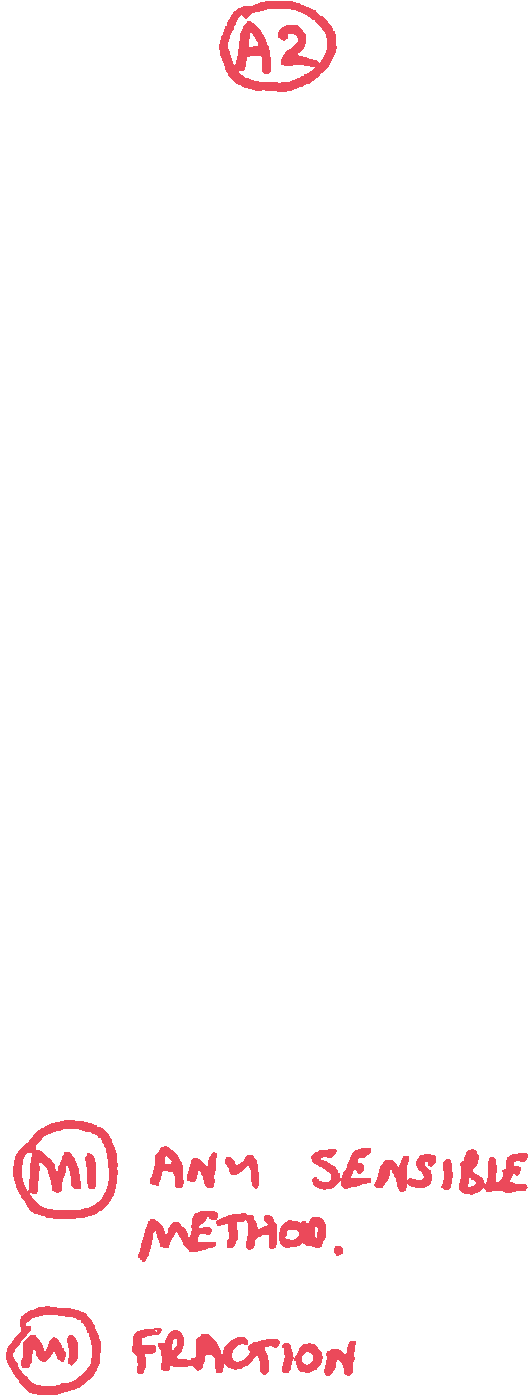 A2
M1 ANY SENSIBLE
METHOD.
M1 FRACTION